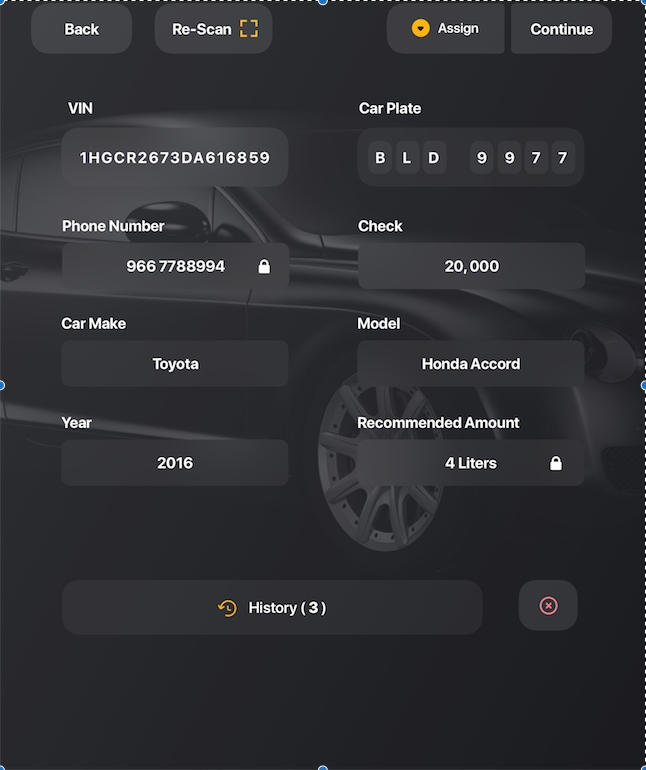 Back Re-Scan Assign Continue
VIN Car Plate
1HGCR2673DA616859 B L D 9 9 7 7
Phone Number Check
966 7788994 20,000
Car Make Model
Toyota Honda Accord
Year Recommended Amount
2016 4 Liters
History ( 3 )